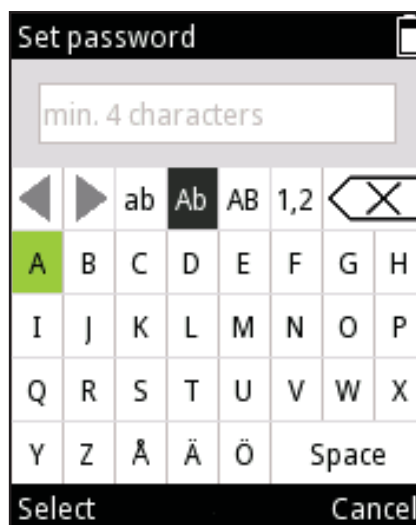 Set password
min. 4 characters
ab Ab AB 1,2
A B C D E F G H
I J K L M N O P
Q R S T U V W X
Y Z Å Ä Ö Space
Select Cancel